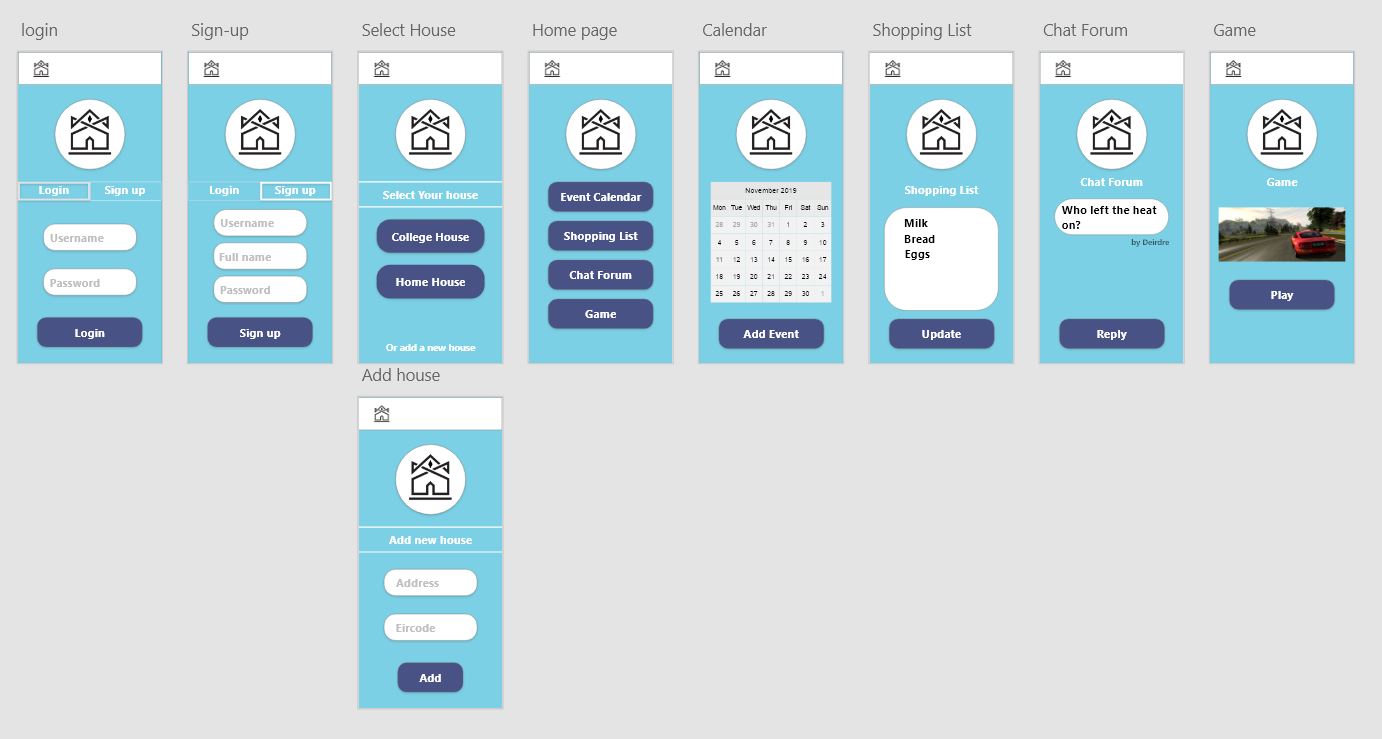 login
Sign-up
Select House
Home page
Calendar
Shopping List
Chat Forum
Game
Login Sign up
Username
Password
Login
Login Sign up
Username
Full name
Password
Sign up
Select Your house
College House
Home House
Or add a new house
Event Calendar
Shopping List
Chat Forum
Game
November 2019
Mon Tue Wed Thu Fri Sat Sun
28 29 30 31 1 2 3
4 5 6 7 8 9 10
11 12 13 14 15 16 17
18 19 20 21 22 23 24
25 26 27 28 29 30 1
Add Event
Shopping List
Milk
Bread
Eggs
Update
Chat Forum
Who left the heat
on?
by Deirdre
Reply
Game
Play
Add house
Add new house
Address
Eircode
Add